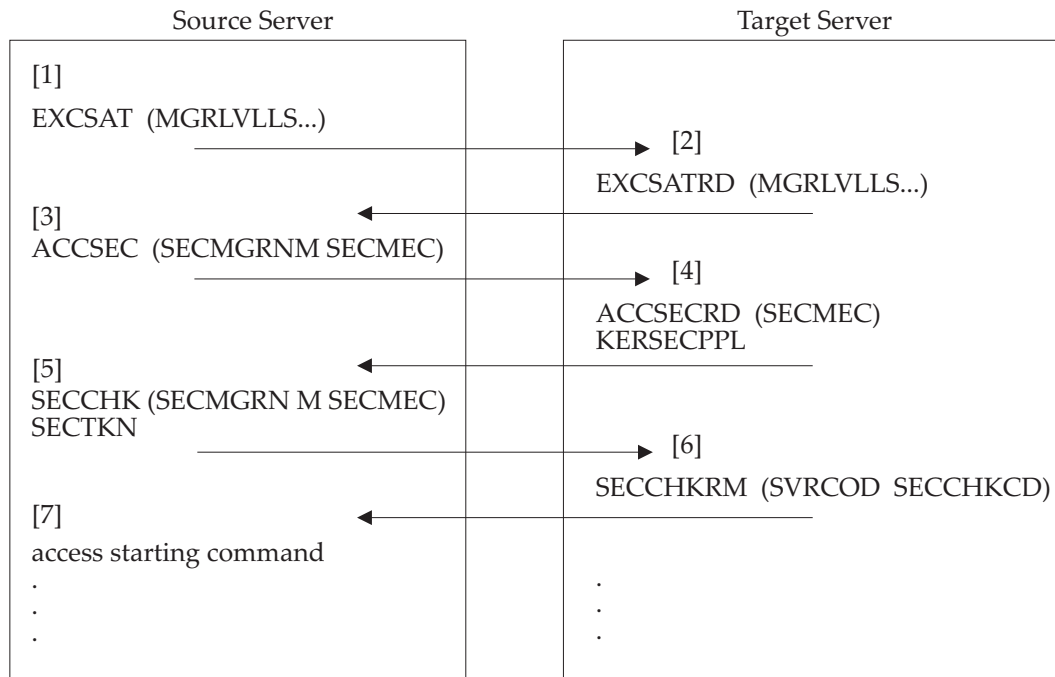 Source Server
Target Server
[1]
EXCSAT (MGRLVLLS...)
[2]
EXCSATRD (MGRLVLLS...)
[3]
ACCSEC (SECMGRNM SECMEC)
[4]
ACCSECRD (SECMEC)
KERSECPPL
[5]
SECCHK (SECMGRN M SECMEC)
SECTKN
[6]
SECCHKRM (SVRCOD SECCHKCD)
[7]
access starting command
.
.
.
.
.
.